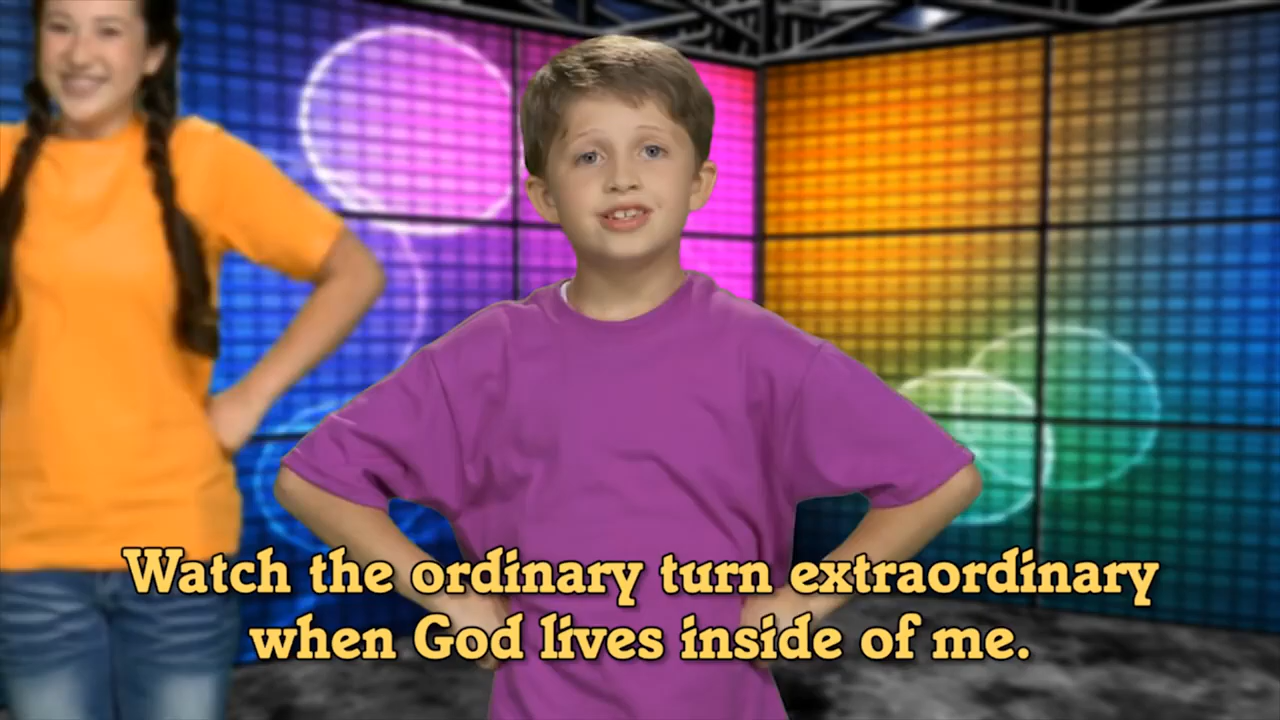 Watch the ordinary turn extraordinary
when God lives inside of me.